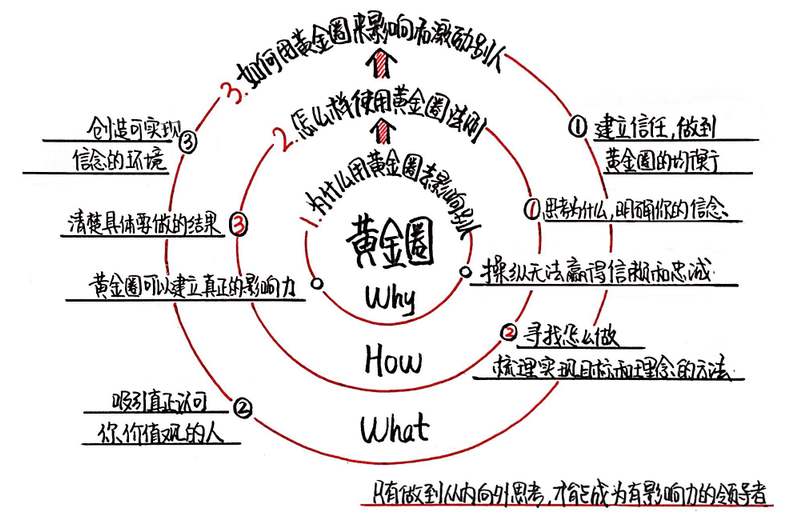 3.如何用黄金圈来影响和激励别人
2.怎么样使用黄金圈法则
1.为什么用黄金圈来影响别人
黄金圈
Why
How
What
① 建立信任,做到
黄金圈的均衡
① 思考为什么,明确你的信念
操纵无法赢得信赖和忠诚
② 寻找怎么做
梳理实现目标和理念的方法
③ 创造可实现
信念的环境
③ 清楚具体要做的结果
黄金圈可以建立真正的影响力
② 吸引真正认可
你价值观的人
只有做到从内向外思考,才能成为有影响力的领导者